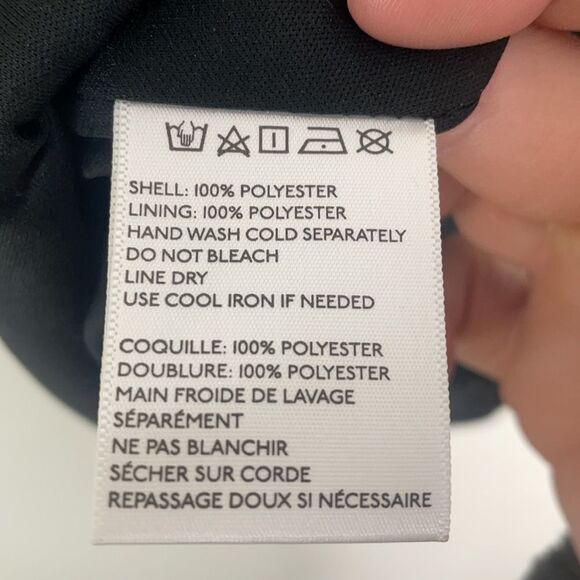 SHELL: 100% POLYESTER
LINING: 100% POLYESTER
HAND WASH COLD SEPARATELY
DO NOT BLEACH
LINE DRY
USE COOL IRON IF NEEDED
COQUILLE: 100% POLYESTER
DOUBLURE: 100% POLYESTER
MAIN FROIDE DE LAVAGE
SÉPARÉMENT
NE PAS BLANCHIR
SÉCHER SUR CORDE
REPASSAGE DOUX SI NÉCESSAIRE